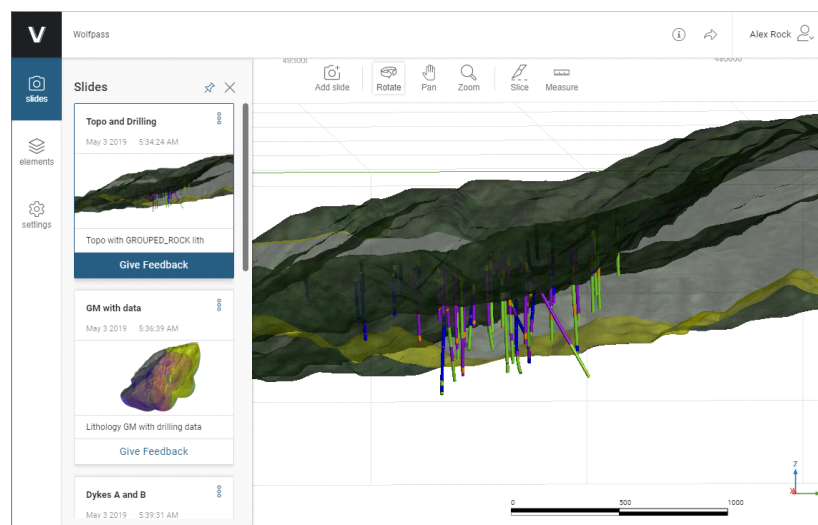 V
Wolfpass
Alex Rock
slides
elements
settings
Slides
Topo and Drilling
May 3 2019 5:34:24 AM
Topo with GROUPED_ROCK lith
Give Feedback
GM with data
May 3 2019 5:36:39 AM
Lithology GM with drilling data
Give Feedback
Dykes A and B
May 3 2019 5:39:31 AM
Add slide
Rotate
Pan
Zoom
Slice
Measure
0
500
1000
Z
X